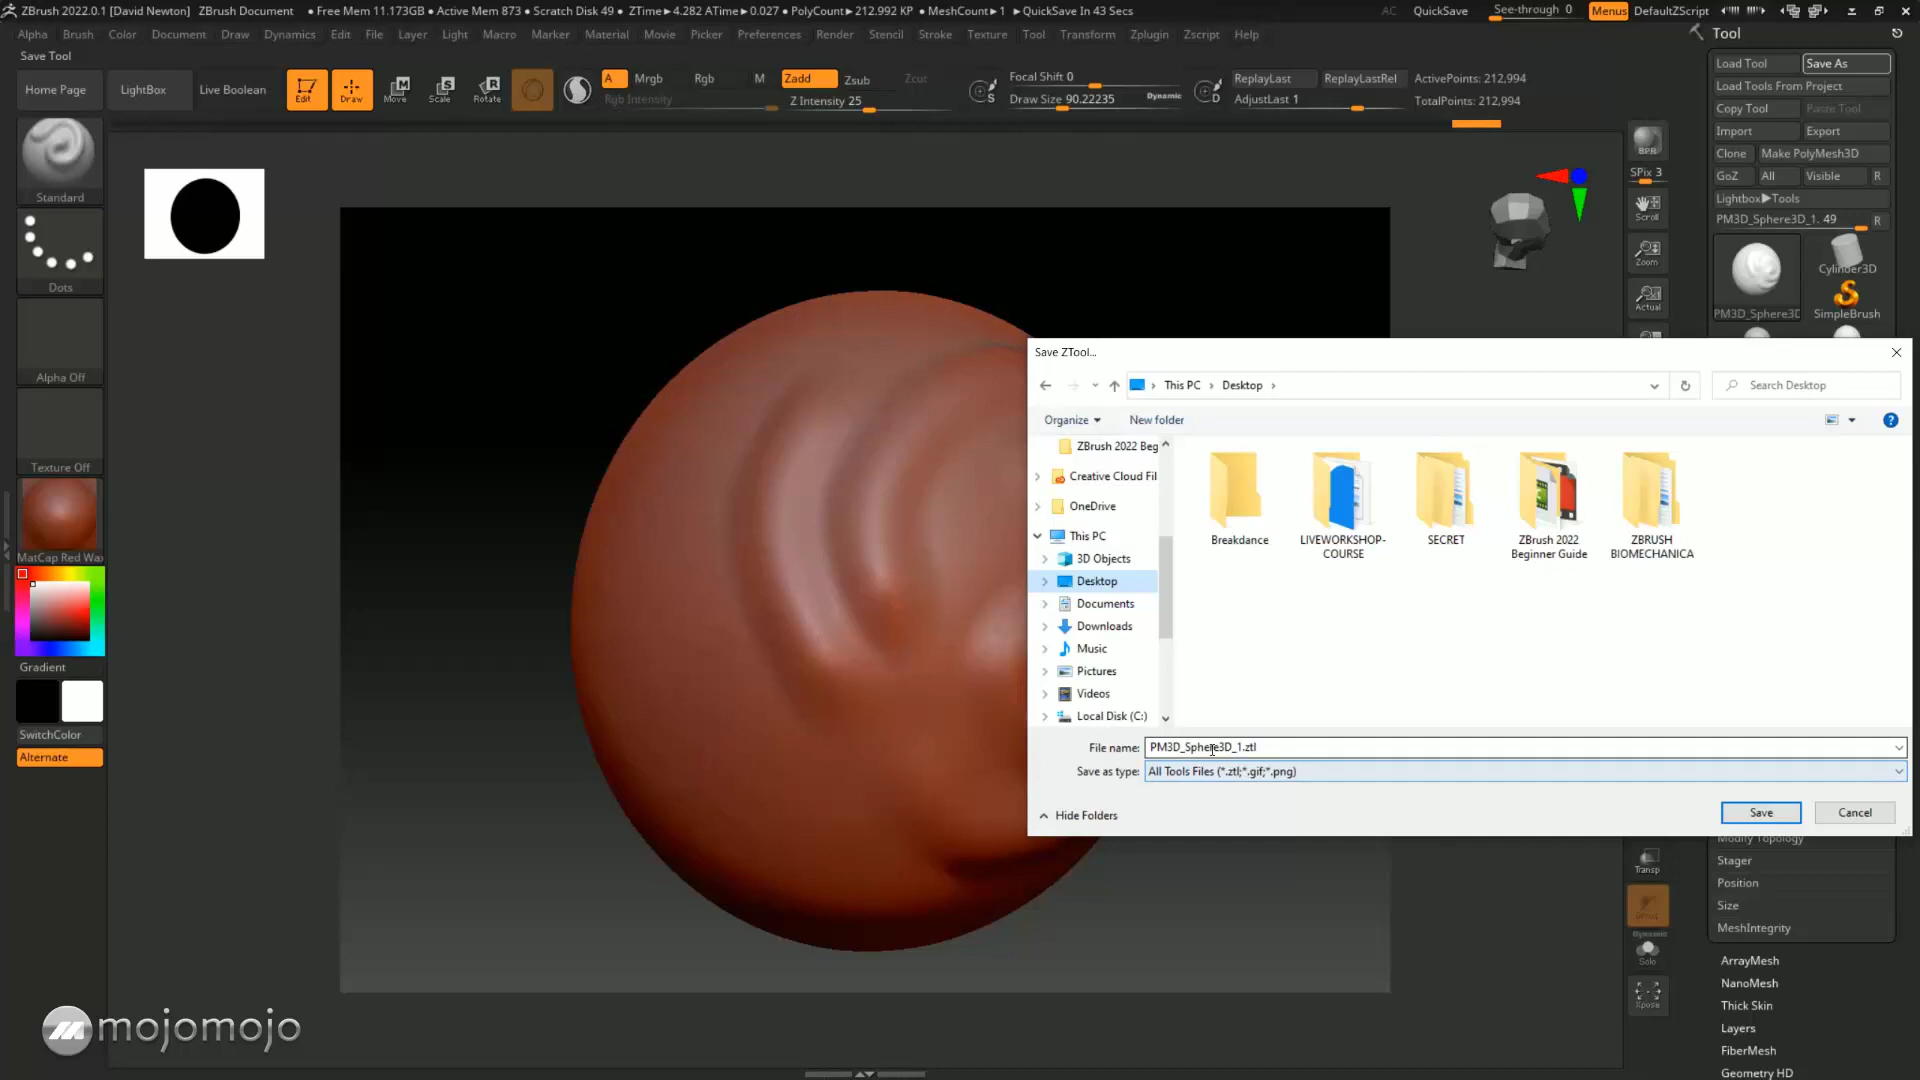 ZBrush 2022.0.1 [David Newton] ZBrush Document • Free Mem 11.173GB • Active Mem 873 • Scratch Disk 49 • ZTime▸4.282 ATime▸0.027 • PolyCount▸212.992 KP • MeshCount▸1 ▸QuickSave In 43 Secs AC QuickSave See-through 0 Menus DefaultZScript
Alpha Brush Color Document Draw Dynamics Edit File Layer Light Macro Marker Material Movie Picker Preferences Render Stencil Stroke Texture Tool Transform Zplugin Zscript Help
Save Tool
Home Page LightBox Live Boolean Edit Draw Move Scale Rotate
A Mrgb Rgb M Zadd Zsub Zcut
Rgb Intensity Z Intensity 25
S Focal Shift 0
Draw Size 90.22235 Dynamic D
ReplayLast ReplayLastRel ActivePoints: 212,994
AdjustLast 1 TotalPoints: 212,994
Standard
Dots
Alpha Off
Texture Off
MatCap Red Wax
Gradient
SwitchColor
Alternate
BPR
SPix 3
Scroll
Zoom
Actual
Tool
Load Tool Save As
Load Tools From Project
Copy Tool Paste Tool
Import Export
Clone Make PolyMesh3D
GoZ All Visible R
Lightbox▶Tools
PM3D_Sphere3D_1. 49 R
Cylinder3D
PM3D_Sphere3D SimpleBrush
Save ZTool...
This PC Desktop
Search Desktop
Organize New folder
ZBrush 2022 Beg
Creative Cloud Fil
OneDrive
This PC
3D Objects
Desktop
Documents
Downloads
Music
Pictures
Videos
Local Disk (C:)
Breakdance
LIVEWORKSHOP-COURSE
SECRET
ZBrush 2022 Beginner Guide
ZBRUSH BIOMECHANICA
File name: PM3D_Sphere3D_1.ztl
Save as type: All Tools Files (*.ztl;*.gif;*.png)
Hide Folders Save Cancel
Modify Topology
Stager
Position
Size
MeshIntegrity
ArrayMesh
NanoMesh
Thick Skin
Layers
FiberMesh
Geometry HD
Transp
Dynamic
Solo
Xpose
mojomojo